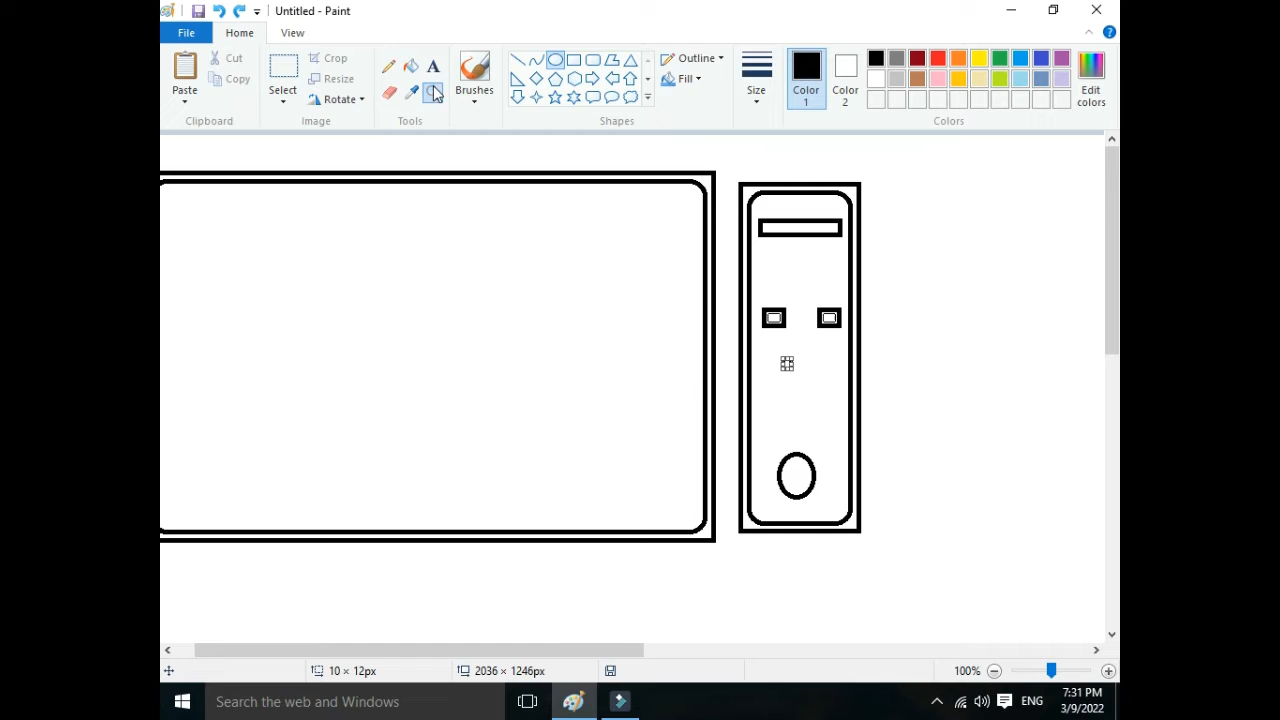 Untitled - Paint
File Home View
Paste
Cut
Copy
Clipboard
Select
Crop
Resize
Rotate
Image
A
Tools
Brushes
Outline
Fill
Shapes
Size
Color 1
Color 2
Edit colors
Colors
10 × 12px
2036 × 1246px
100%
Search the web and Windows
ENG
7:31 PM
3/9/2022